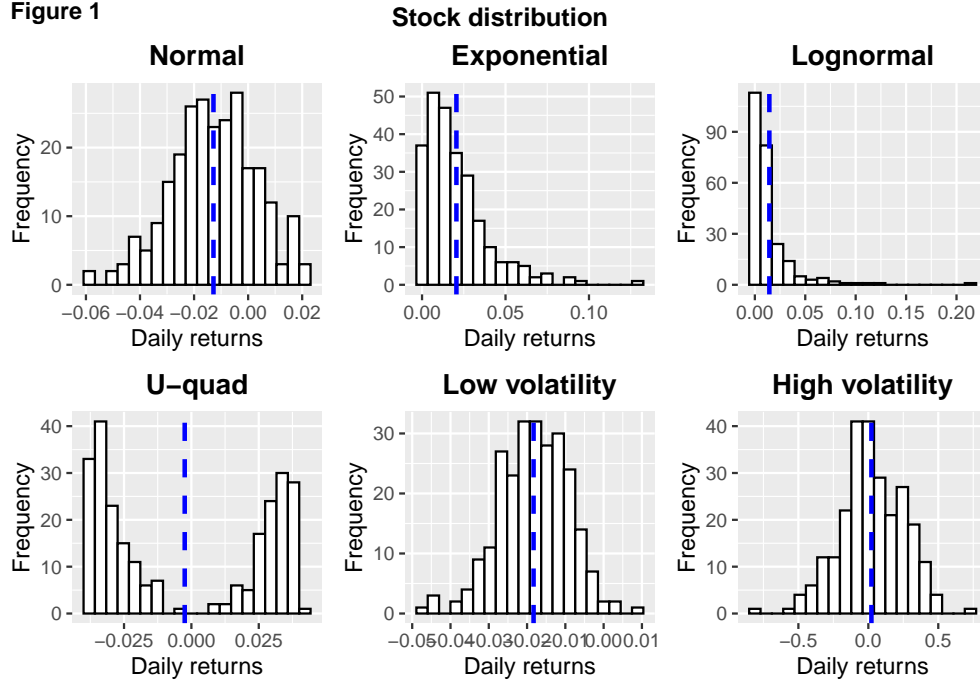 Figure 1
Stock distribution
Normal
Exponential
Lognormal
Frequency
20
10
0
−0.06 −0.04 −0.02 0.00 0.02
Daily returns
Frequency
50
40
30
20
10
0
0.00 0.05 0.10
Daily returns
Frequency
90
60
30
0
0.00 0.05 0.10 0.15 0.20
Daily returns
U−quad
Low volatility
High volatility
Frequency
40
30
20
10
0
−0.025 0.000 0.025
Daily returns
Frequency
30
20
10
0
Daily returns
Frequency
40
30
20
10
0
−0.5 0.0 0.5
Daily returns